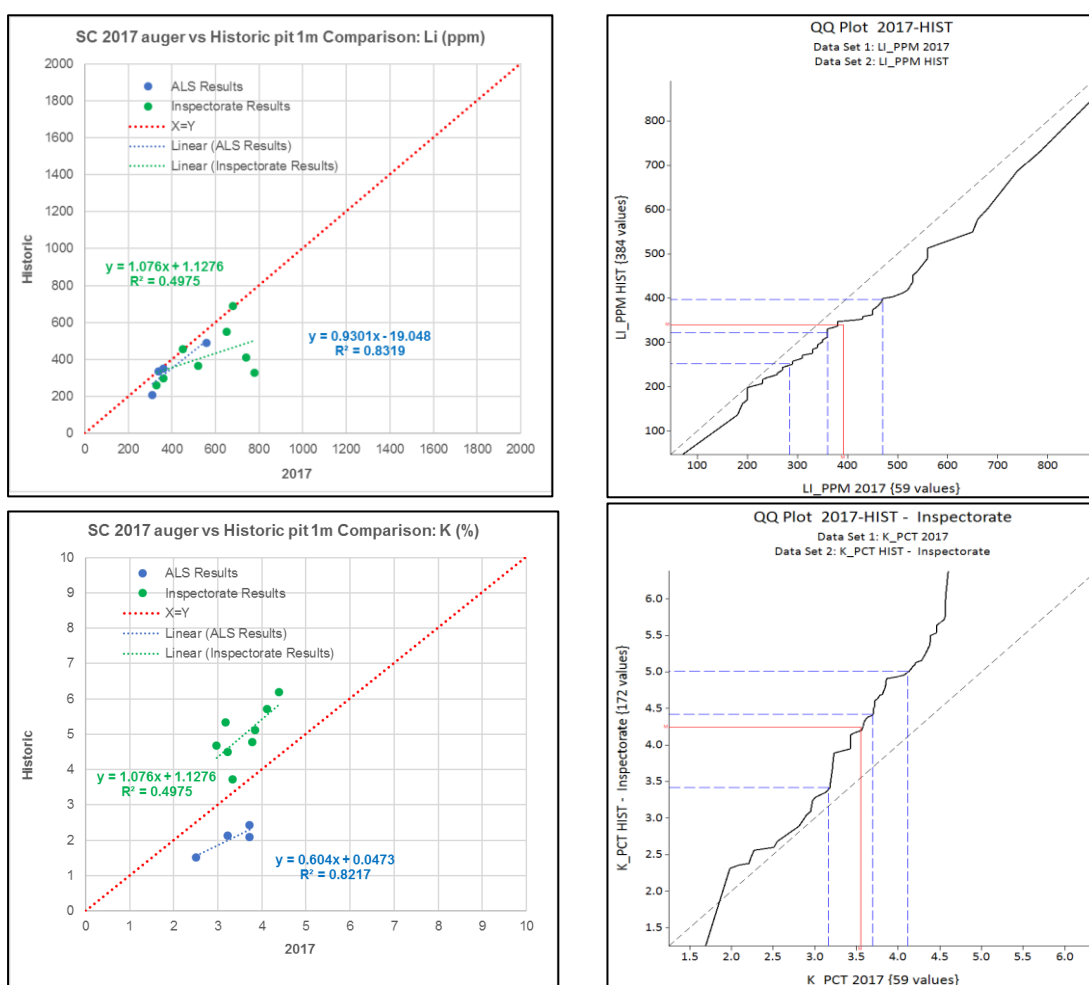 SC 2017 auger vs Historic pit 1m Comparison: Li (ppm)
2000
1800
1600
1400
1200
1000
800
600
400
200
0
Historic
ALS Results
Inspectorate Results
X=Y
Linear (ALS Results)
Linear (Inspectorate Results)
y = 1.076x + 1.1276
R² = 0.4975
y = 0.9301x - 19.048
R² = 0.8319
0 200 400 600 800 1000 1200 1400 1600 1800 2000
2017
QQ Plot 2017-HIST
Data Set 1: LI_PPM 2017
Data Set 2: LI_PPM HIST
LI_PPM HIST {384 values}
800
700
600
500
400
300
200
100
100 200 300 400 500 600 700 800
LI_PPM 2017 {59 values}
SC 2017 auger vs Historic pit 1m Comparison: K (%)
10
9
8
7
6
5
4
3
2
1
0
Historic
ALS Results
Inspectorate Results
X=Y
Linear (ALS Results)
Linear (Inspectorate Results)
y = 1.076x + 1.1276
R² = 0.4975
y = 0.604x + 0.0473
R² = 0.8217
0 1 2 3 4 5 6 7 8 9 10
2017
QQ Plot 2017-HIST - Inspectorate
Data Set 1: K_PCT 2017
Data Set 2: K_PCT HIST - Inspectorate
K_PCT HIST - Inspectorate {172 values}
6.0
5.5
5.0
4.5
4.0
3.5
3.0
2.5
2.0
1.5
1.5 2.0 2.5 3.0 3.5 4.0 4.5 5.0 5.5 6.0
K_PCT 2017 {59 values}